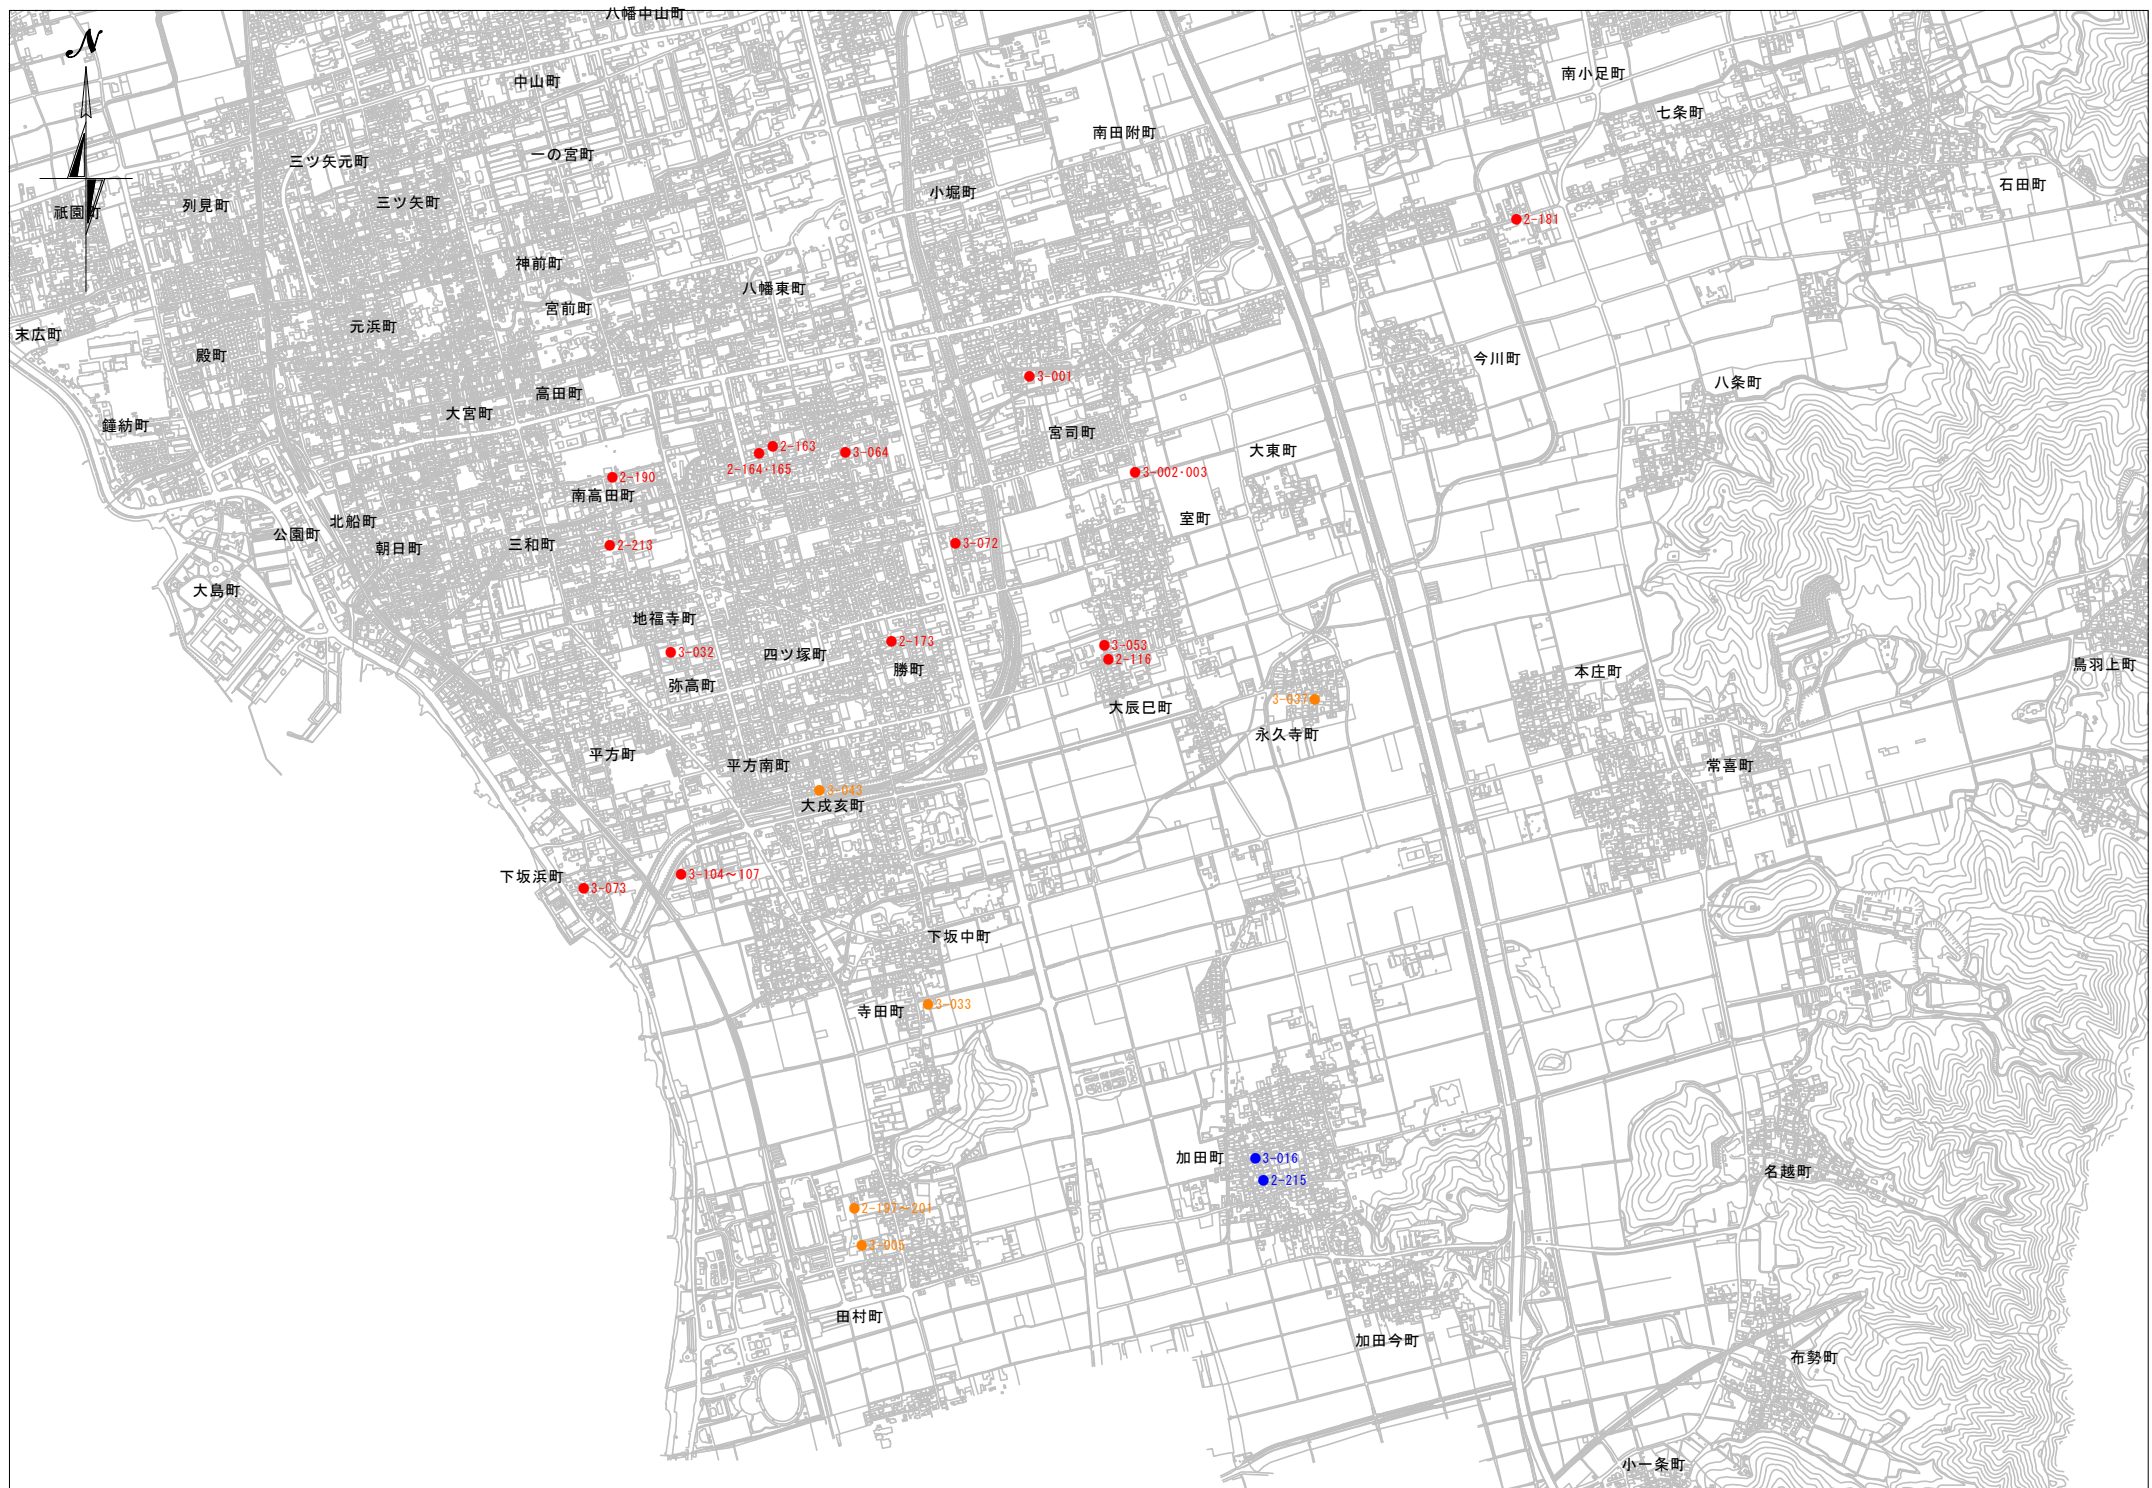 八幡中山町
N
中山町
南小足町
七条町
南田附町
一の宮町
三ツ矢元町
石田町
小堀町
三ツ矢町
列見町
祇園町
2-181
神前町
八幡東町
宮前町
元浜町
末広町
殿町
今川町
3-001
八条町
高田町
大宮町
鐘紡町
宮司町
2-163
大東町
3-064
2-164・165
3-002・003
2-190
南高田町
室町
北船町
公園町
3-072
三和町
2-213
朝日町
大島町
地福寺町
2-173
3-053
3-032
四ツ塚町
2-116
鳥羽上町
勝町
本庄町
弥高町
3-037
大辰巳町
永久寺町
平方町
平方南町
常喜町
3-043
大戌亥町
3-104～107
下坂浜町
3-073
下坂中町
3-033
寺田町
加田町
3-016
名越町
2-215
2-197～201
3-005
田村町
加田今町
布勢町
小一条町